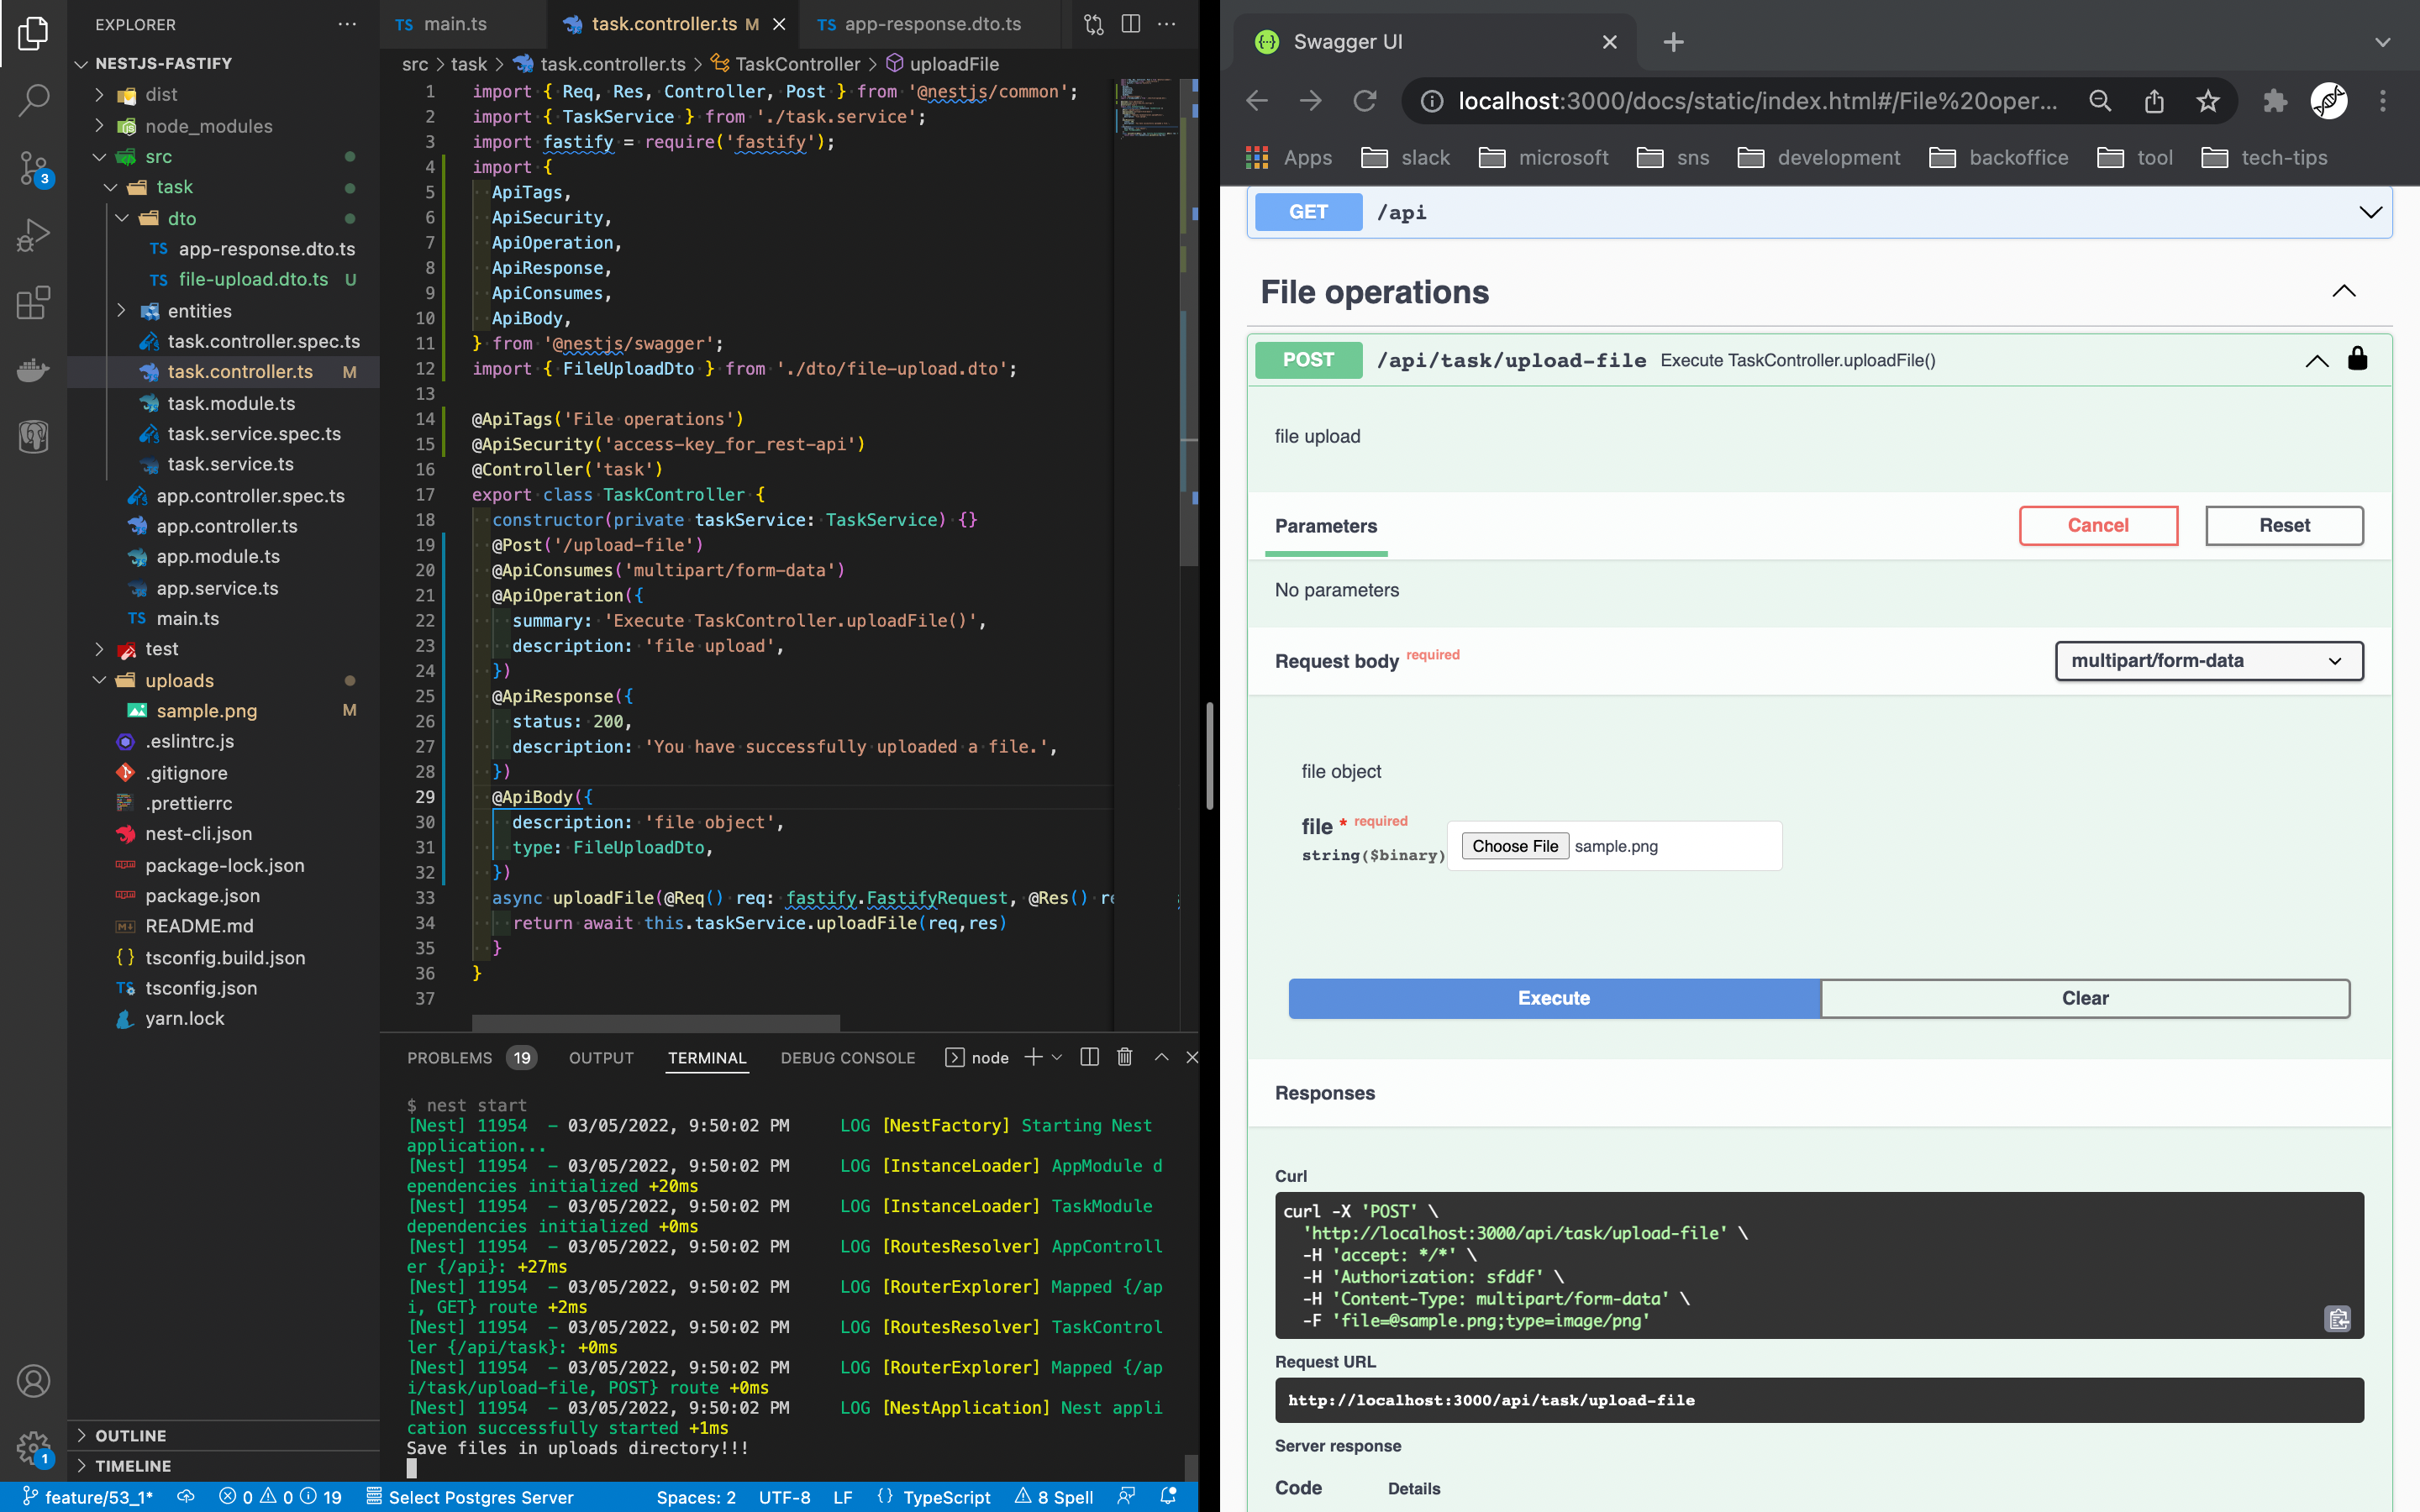 EXPLORER
NESTJS-FASTIFY
dist
node_modules
src
task
dto
TS app-response.dto.ts
TS file-upload.dto.ts U
entities
task.controller.spec.ts
task.controller.ts M
task.module.ts
task.service.spec.ts
task.service.ts
app.controller.spec.ts
app.controller.ts
app.module.ts
app.service.ts
TS main.ts
test
uploads
sample.png M
.eslintrc.js
.gitignore
.prettierrc
nest-cli.json
package-lock.json
package.json
README.md
tsconfig.build.json
tsconfig.json
yarn.lock
OUTLINE
TIMELINE
3
1
TS main.ts
task.controller.ts M
TS app-response.dto.ts
src > task > task.controller.ts > TaskController > uploadFile
1 import { Req, Res, Controller, Post } from '@nestjs/common';
2 import { TaskService } from './task.service';
3 import fastify = require('fastify');
4 import {
5 ApiTags,
6 ApiSecurity,
7 ApiOperation,
8 ApiResponse,
9 ApiConsumes,
10 ApiBody,
11 } from '@nestjs/swagger';
12 import { FileUploadDto } from './dto/file-upload.dto';
13
14 @ApiTags('File operations')
15 @ApiSecurity('access-key_for_rest-api')
16 @Controller('task')
17 export class TaskController {
18 constructor(private taskService: TaskService) {}
19 @Post('/upload-file')
20 @ApiConsumes('multipart/form-data')
21 @ApiOperation({
22 summary: 'Execute TaskController.uploadFile()',
23 description: 'file upload',
24 })
25 @ApiResponse({
26 status: 200,
27 description: 'You have successfully uploaded a file.',
28 })
29 @ApiBody({
30 description: 'file object',
31 type: FileUploadDto,
32 })
33 async uploadFile(@Req() req: fastify.FastifyRequest, @Res() re
34 return await this.taskService.uploadFile(req,res)
35 }
36 }
37
PROBLEMS 19 OUTPUT TERMINAL DEBUG CONSOLE node
$ nest start
[Nest] 11954 - 03/05/2022, 9:50:02 PM LOG [NestFactory] Starting Nest
application...
[Nest] 11954 - 03/05/2022, 9:50:02 PM LOG [InstanceLoader] AppModule d
ependencies initialized +20ms
[Nest] 11954 - 03/05/2022, 9:50:02 PM LOG [InstanceLoader] TaskModule
dependencies initialized +0ms
[Nest] 11954 - 03/05/2022, 9:50:02 PM LOG [RoutesResolver] AppControll
er {/api}: +27ms
[Nest] 11954 - 03/05/2022, 9:50:02 PM LOG [RouterExplorer] Mapped {/ap
i, GET} route +2ms
[Nest] 11954 - 03/05/2022, 9:50:02 PM LOG [RoutesResolver] TaskControl
ler {/api/task}: +0ms
[Nest] 11954 - 03/05/2022, 9:50:02 PM LOG [RouterExplorer] Mapped {/ap
i/task/upload-file, POST} route +0ms
[Nest] 11954 - 03/05/2022, 9:50:02 PM LOG [NestApplication] Nest appli
cation successfully started +1ms
Save files in uploads directory!!!
feature/53_1* 0 0 19 Select Postgres Server Spaces: 2 UTF-8 LF {} TypeScript 8 Spell
Swagger UI
localhost:3000/docs/static/index.html#/File%20oper...
Apps slack microsoft sns development backoffice tool tech-tips
GET /api
File operations
POST /api/task/upload-file Execute TaskController.uploadFile()
file upload
Parameters Cancel Reset
No parameters
Request body required multipart/form-data
file object
file * required
string($binary)
Choose File sample.png
Execute Clear
Responses
Curl
curl -X 'POST' \
'http://localhost:3000/api/task/upload-file' \
-H 'accept: */*' \
-H 'Authorization: sfddf' \
-H 'Content-Type: multipart/form-data' \
-F 'file=@sample.png;type=image/png'
Request URL
http://localhost:3000/api/task/upload-file
Server response
Code Details